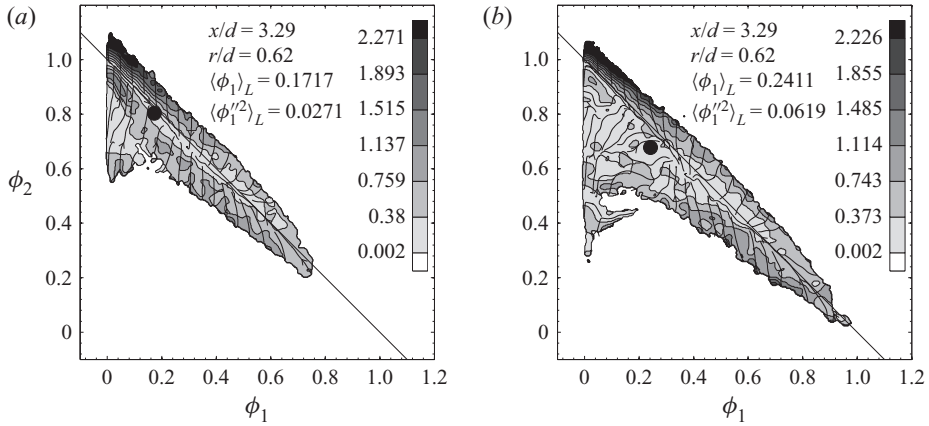 (a)
x/d = 3.29
r/d = 0.62
⟨ϕ₁⟩_L = 0.1717
⟨ϕ₁″²⟩_L = 0.0271
2.271
1.893
1.515
1.137
0.759
0.38
0.002
1.0
0.8
0.6
0.4
0.2
0
ϕ₂
0 0.2 0.4 0.6 0.8 1.0 1.2
ϕ₁
(b)
x/d = 3.29
r/d = 0.62
⟨ϕ₁⟩_L = 0.2411
⟨ϕ₁″²⟩_L = 0.0619
2.226
1.855
1.485
1.114
0.743
0.373
0.002
1.0
0.8
0.6
0.4
0.2
0
0 0.2 0.4 0.6 0.8 1.0 1.2
ϕ₁